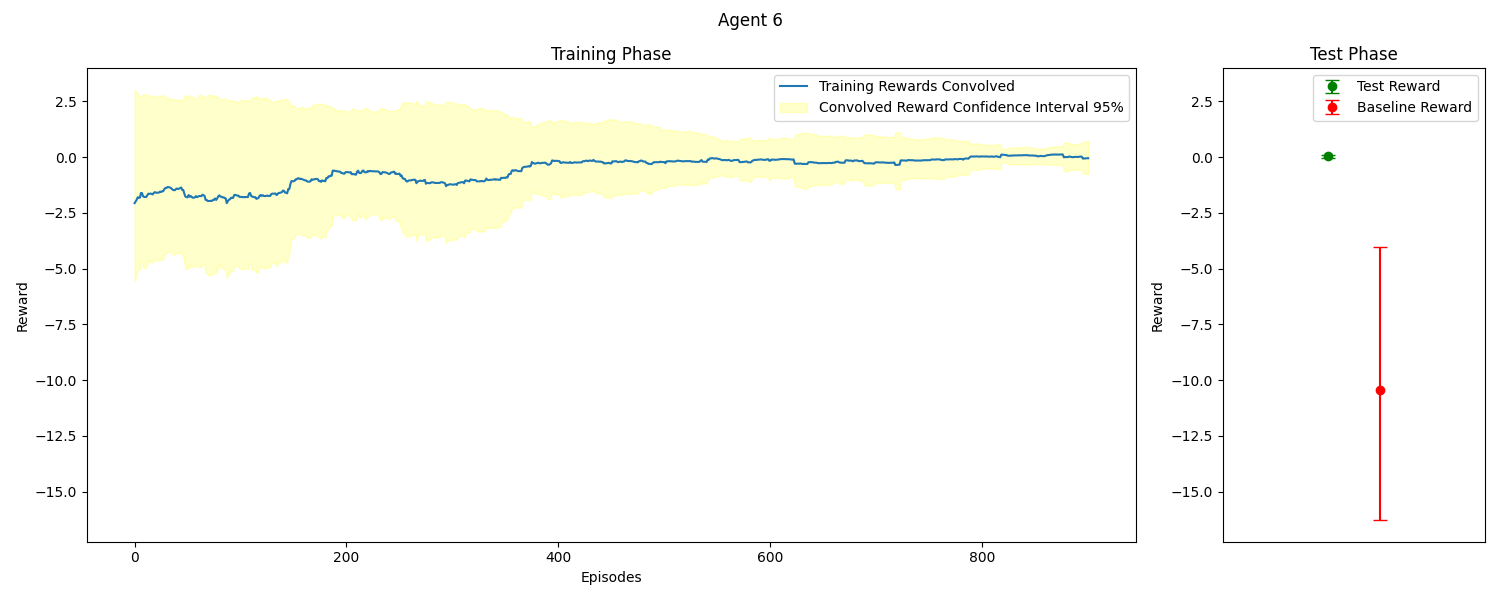 Agent 6
Training Phase
Training Rewards Convolved
Convolved Reward Confidence Interval 95%
2.5
0.0
−2.5
−5.0
−7.5
−10.0
−12.5
−15.0
Reward
0
200
400
600
800
Episodes
Test Phase
Test Reward
Baseline Reward
2.5
0.0
−2.5
−5.0
−7.5
−10.0
−12.5
−15.0
Reward